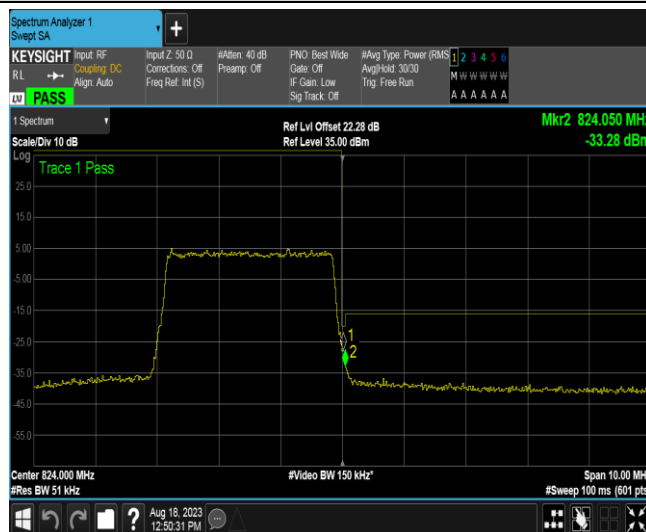 Spectrum Analyzer 1
Swept SA
+
KEYSIGHT
RL
LXI PASS
Input: RF
Coupling: DC
Align: Auto
Input Z: 50 Ω
Corrections: Off
Freq Ref: Int (S)
#Atten: 40 dB
Preamp: Off
PNO: Best Wide
Gate: Off
IF Gain: Low
Sig Track: Off
#Avg Type: Power (RMS
Avg|Hold: 30/30
Trig: Free Run
1 2 3 4 5 6
M W W W W W
A A A A A A
1 Spectrum
Scale/Div 10 dB
Ref Lvl Offset 22.28 dB
Ref Level 35.00 dBm
Mkr2 824.050 MHz
-33.28 dBm
Log
Trace 1 Pass
25.0
15.0
5.00
-5.00
-15.0
-25.0
-35.0
-45.0
-55.0
1
2
Center 824.000 MHz
#Res BW 51 kHz
#Video BW 150 kHz*
Span 10.00 MHz
#Sweep 100 ms (601 pts
?
Aug 18, 2023
12:50:31 PM